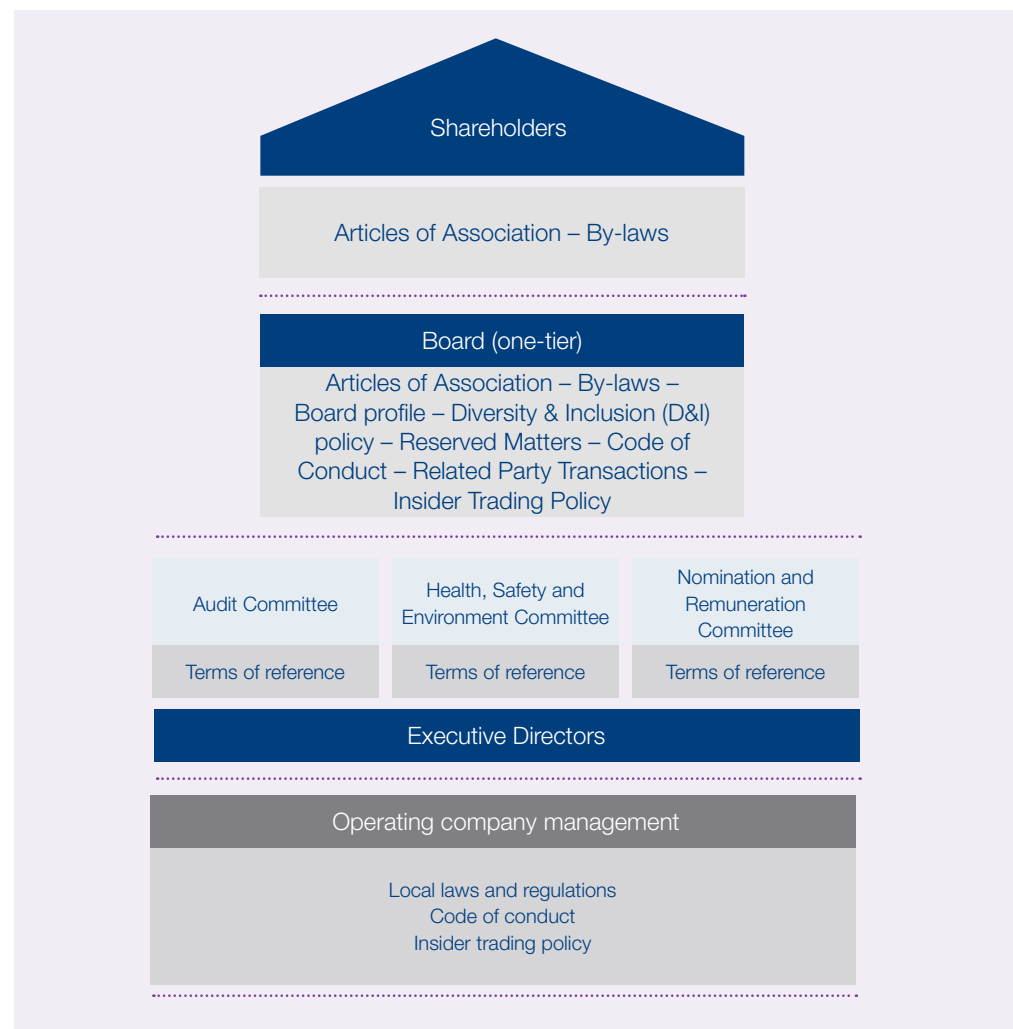 Shareholders
Articles of Association – By-laws
Board (one-tier)
Articles of Association – By-laws –
Board profile – Diversity & Inclusion (D&I)
policy – Reserved Matters – Code of
Conduct – Related Party Transactions –
Insider Trading Policy
Audit Committee
Terms of reference
Health, Safety and
Environment Committee
Terms of reference
Nomination and
Remuneration
Committee
Terms of reference
Executive Directors
Operating company management
Local laws and regulations
Code of conduct
Insider trading policy